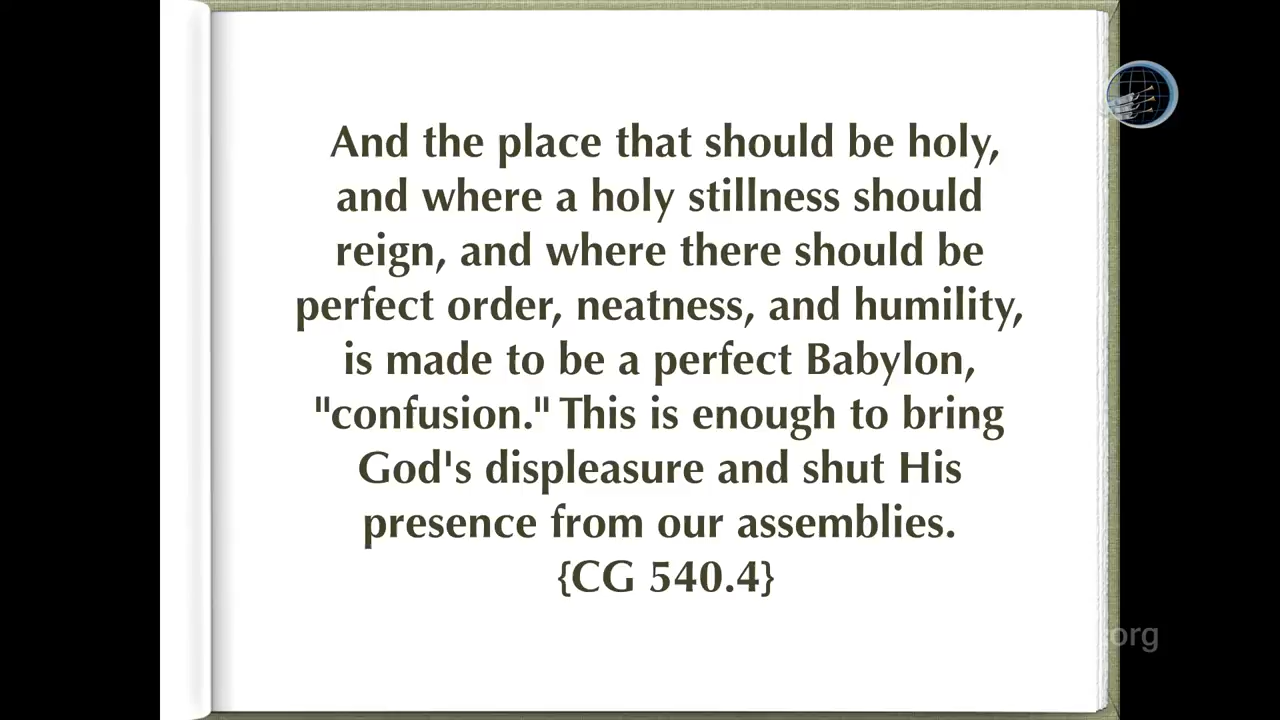 And the place that should be holy,
and where a holy stillness should
reign, and where there should be
perfect order, neatness, and humility,
is made to be a perfect Babylon,
"confusion." This is enough to bring
God's displeasure and shut His
presence from our assemblies.
{CG 540.4}
.org